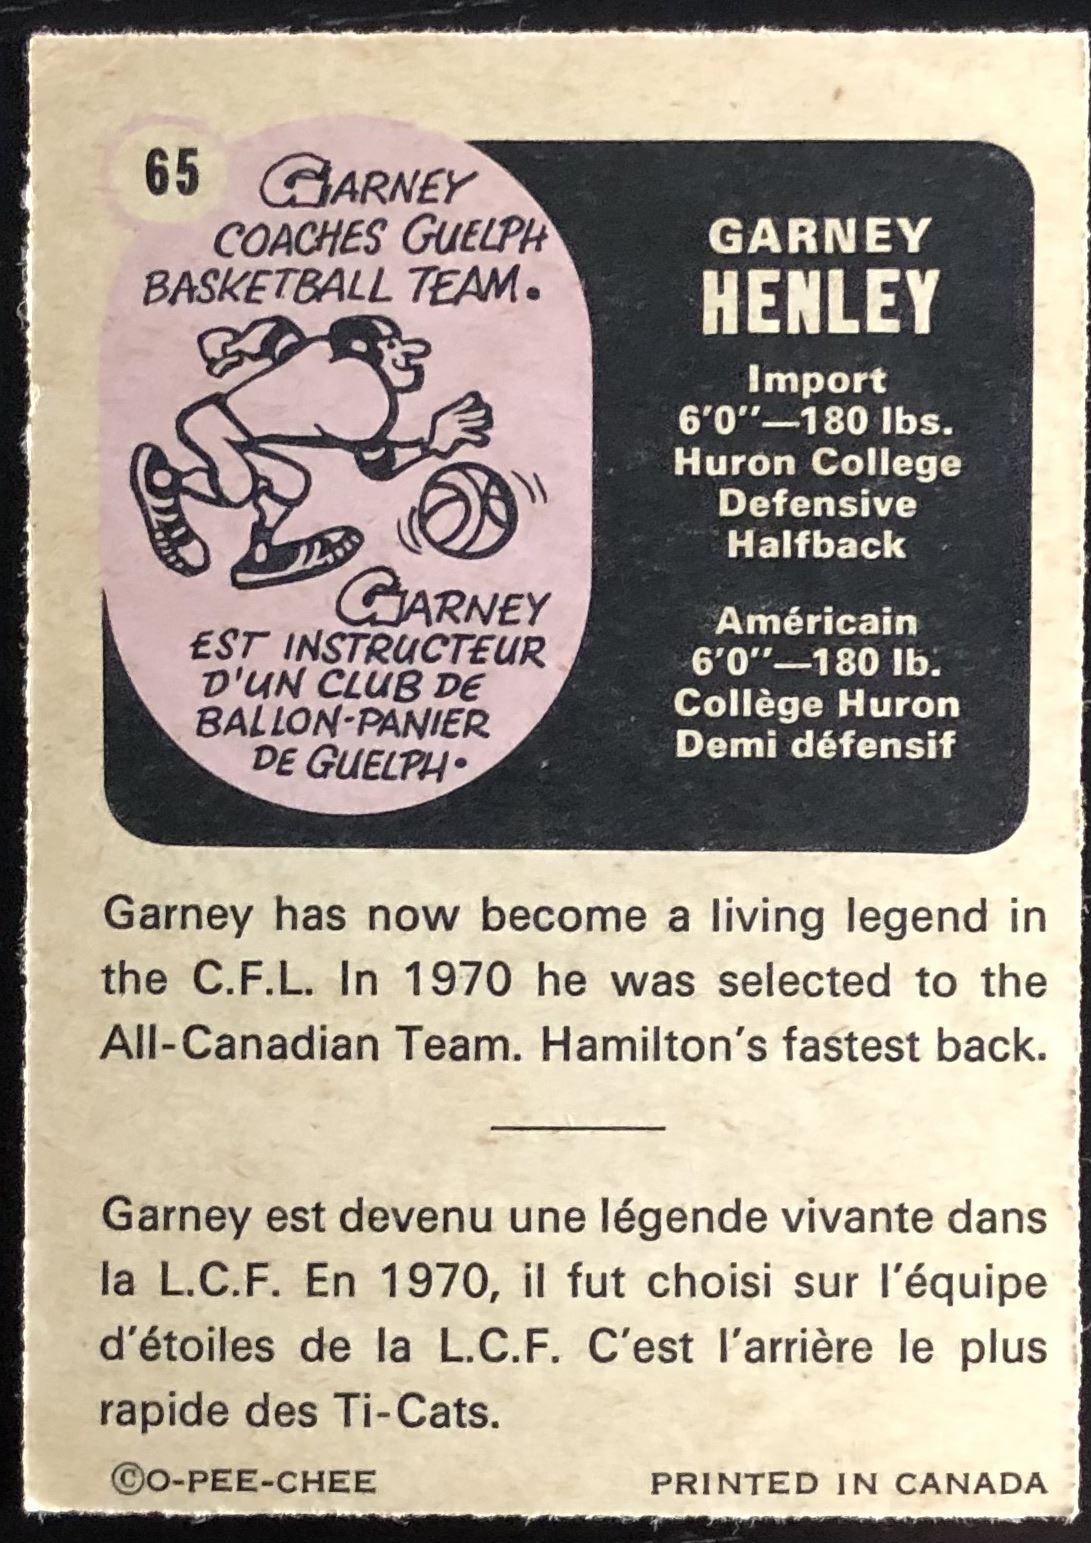 65
GARNEY
COACHES GUELPH
BASKETBALL TEAM.
GARNEY
EST INSTRUCTEUR
D'UN CLUB DE
BALLON-PANIER
DE GUELPH.
GARNEY
HENLEY
Import
6'0"—180 lbs.
Huron College
Defensive
Halfback
Américain
6'0"—180 lb.
Collège Huron
Demi défensif
Garney has now become a living legend in
the C.F.L. In 1970 he was selected to the
All-Canadian Team. Hamilton's fastest back.
Garney est devenu une légende vivante dans
la L.C.F. En 1970, il fut choisi sur l'équipe
d'étoiles de la L.C.F. C'est l'arrière le plus
rapide des Ti-Cats.
©O-PEE-CHEE
PRINTED IN CANADA